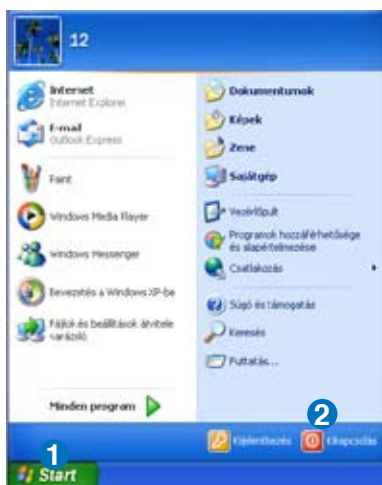 12
Internet
Internet Explorer
E-mail
Outlook Express
Paint
Windows Media Player
Windows Messenger
Bevezetés a Windows XP-be
Fájlok és beállítások átvitele
varázsló
Minden program
Dokumentumok
Képek
Zene
Sajátgép
Vezérlőpult
Programok hozzáférhetősége
és alapértelmezése
Csatlakozás
Súgó és támogatás
Keresés
Futtatás...
2
Kijelentkezés
Kikapcsolás
1
Start